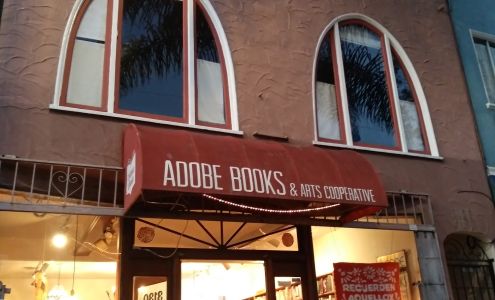 ADOBE BOOKS & ARTS COOPERATIVE
RECUERDEN